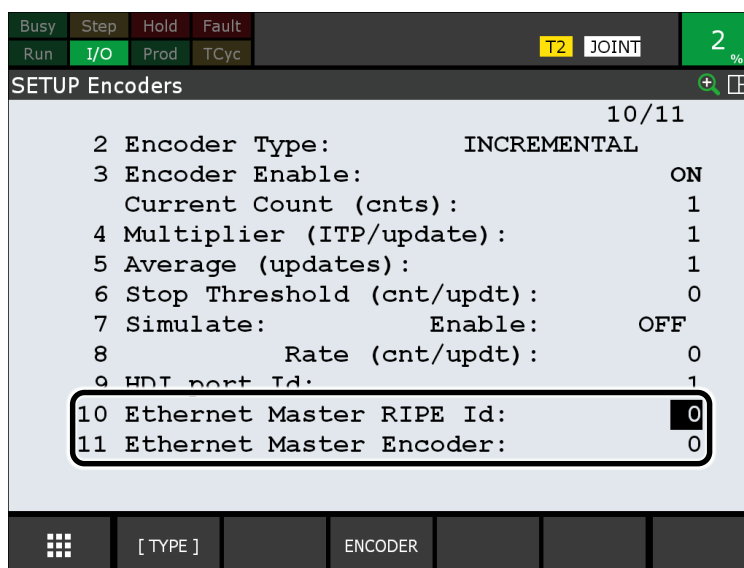 Busy Step Hold Fault
Run I/O Prod TCyc T2 JOINT 2 %
SETUP Encoders
10/11
2 Encoder Type: INCREMENTAL
3 Encoder Enable: ON
Current Count (cnts): 1
4 Multiplier (ITP/update): 1
5 Average (updates): 1
6 Stop Threshold (cnt/updt): 0
7 Simulate: Enable: OFF
8 Rate (cnt/updt): 0
9 HDI port Id: 1
10 Ethernet Master RIPE Id: 0
11 Ethernet Master Encoder: 0
[ TYPE ] ENCODER